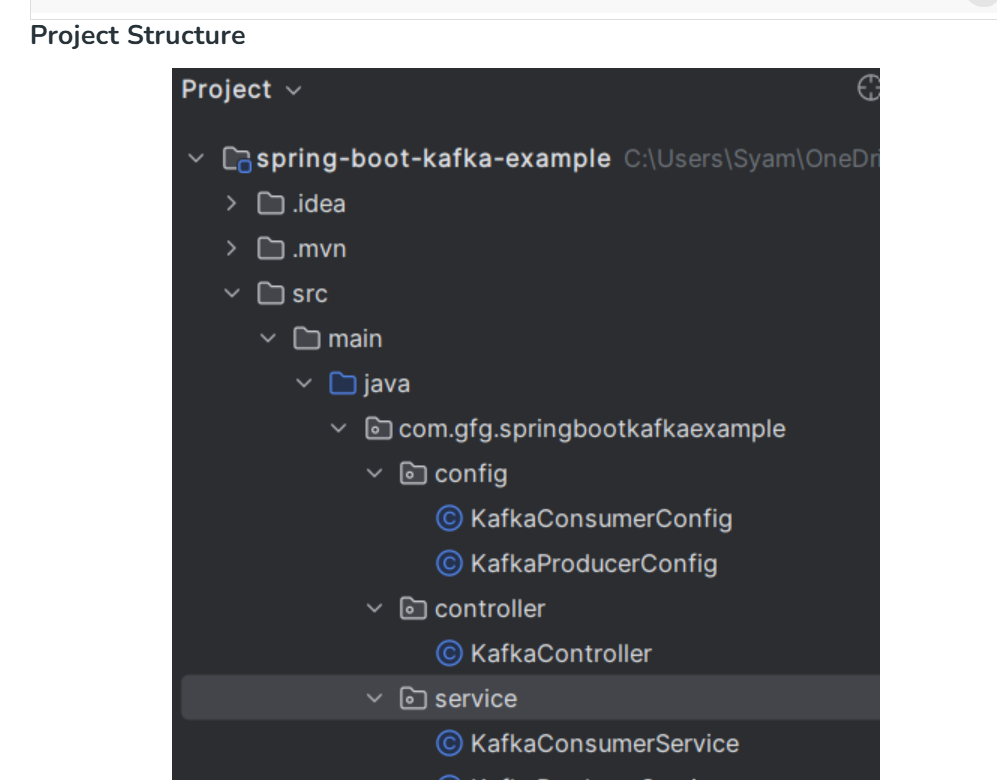 Project Structure
Project
spring-boot-kafka-example C:\Users\Syam\OneDri
.idea
.mvn
src
main
java
com.gfg.springbootkafkaexample
config
KafkaConsumerConfig
KafkaProducerConfig
controller
KafkaController
service
KafkaConsumerService